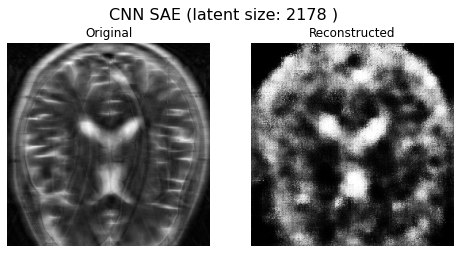 CNN SAE (latent size: 2178 )
Original
Reconstructed